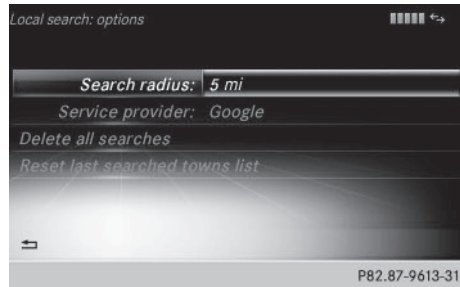 Local search: options
Search radius: 5 mi
Service provider: Google
Delete all searches
Reset last searched towns list
P82.87-9613-31